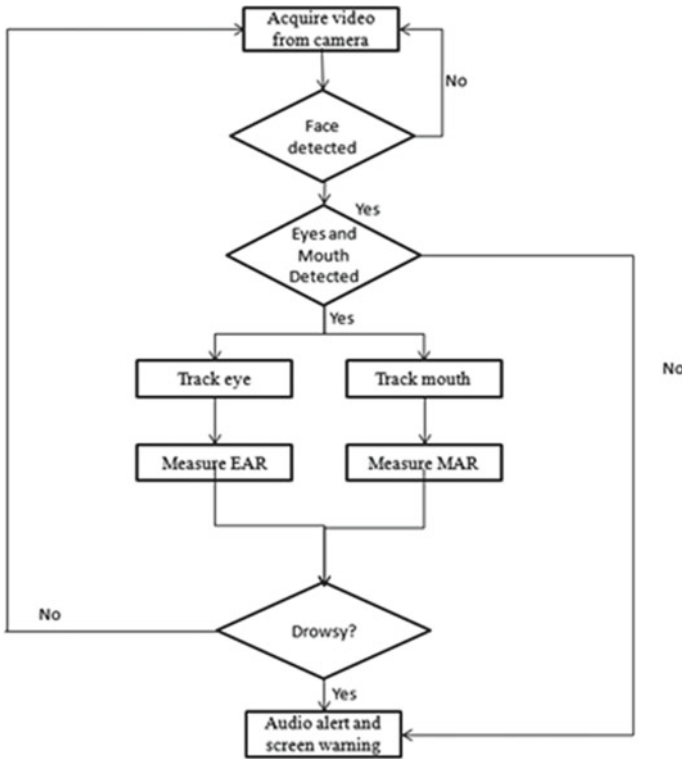 Acquire video
from camera
No
Face
detected
Yes
Eyes and
Mouth
Detected
Yes
No
Track eye
Track mouth
Measure EAR
Measure MAR
No
Drowsy?
Yes
Audio alert and
screen warning